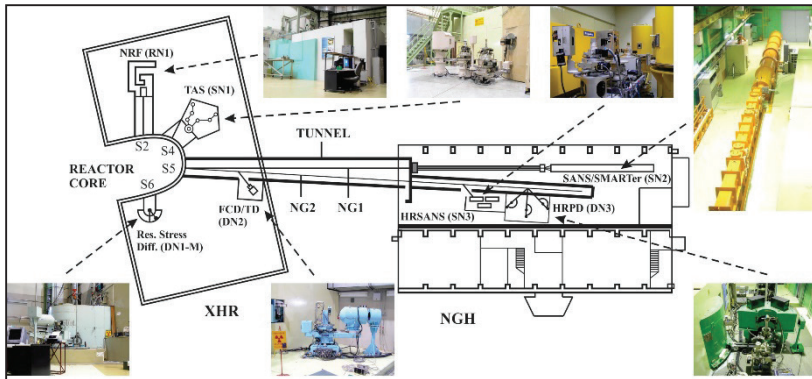 NRF (RN1)
TAS (SN1)
S2
S4
TUNNEL
REACTOR
CORE
S5
S6
SANS/SMARTer (SN2)
FCD/TD
(DN2)
NG2
NG1
HRSANS (SN3)
HRPD (DN3)
Res. Stress
Diff. (DN1-M)
XHR
NGH